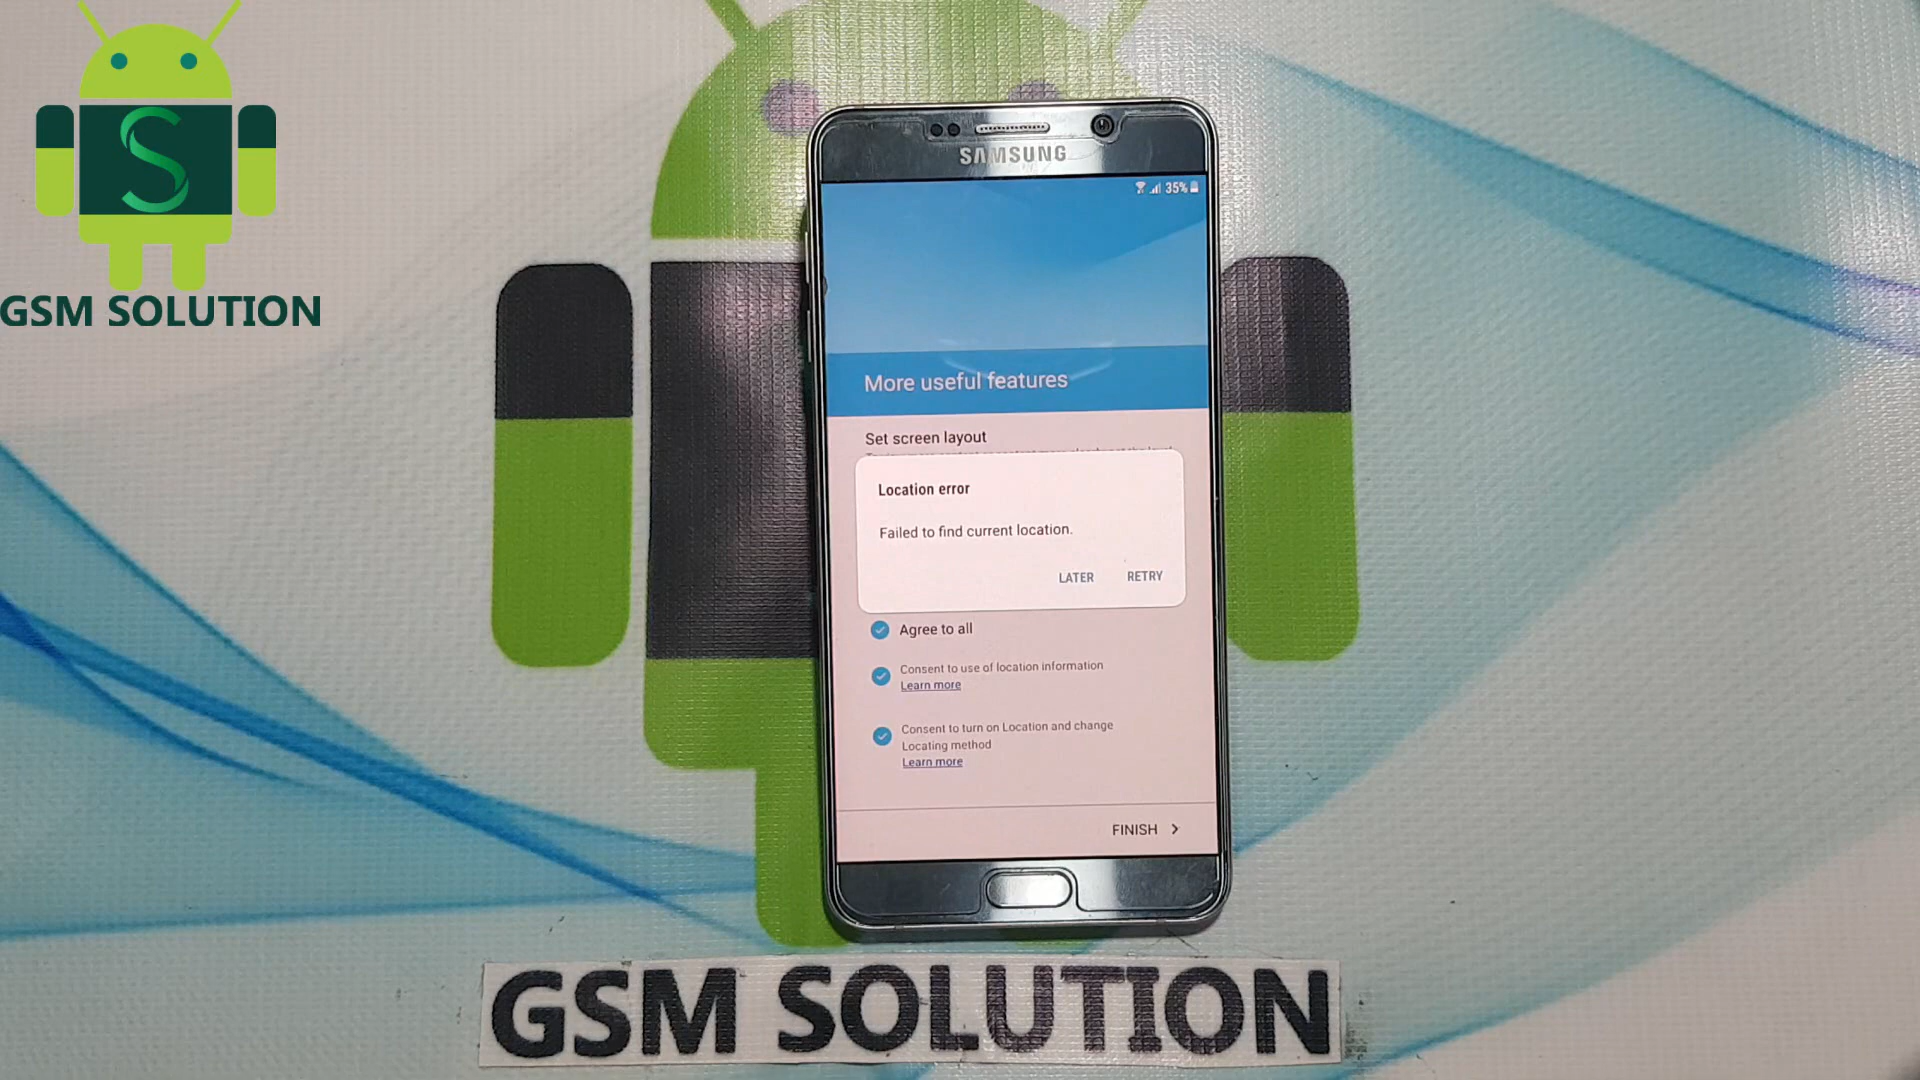 S
GSM SOLUTION
SAMSUNG
35%
More useful features
Set screen layout
Location error
Failed to find current location.
LATER RETRY
Agree to all
Consent to use of location information
Learn more
Consent to turn on Location and change
Locating method
Learn more
FINISH >
GSM SOLUTION